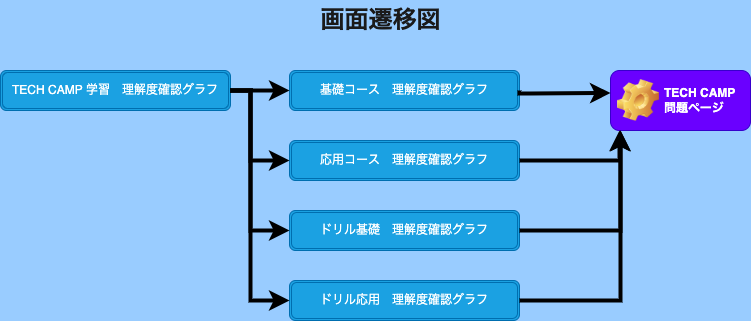 画面遷移図
TECH CAMP 学習　理解度確認グラフ
基礎コース　理解度確認グラフ
TECH CAMP
問題ページ
応用コース　理解度確認グラフ
ドリル基礎　理解度確認グラフ
ドリル応用　理解度確認グラフ